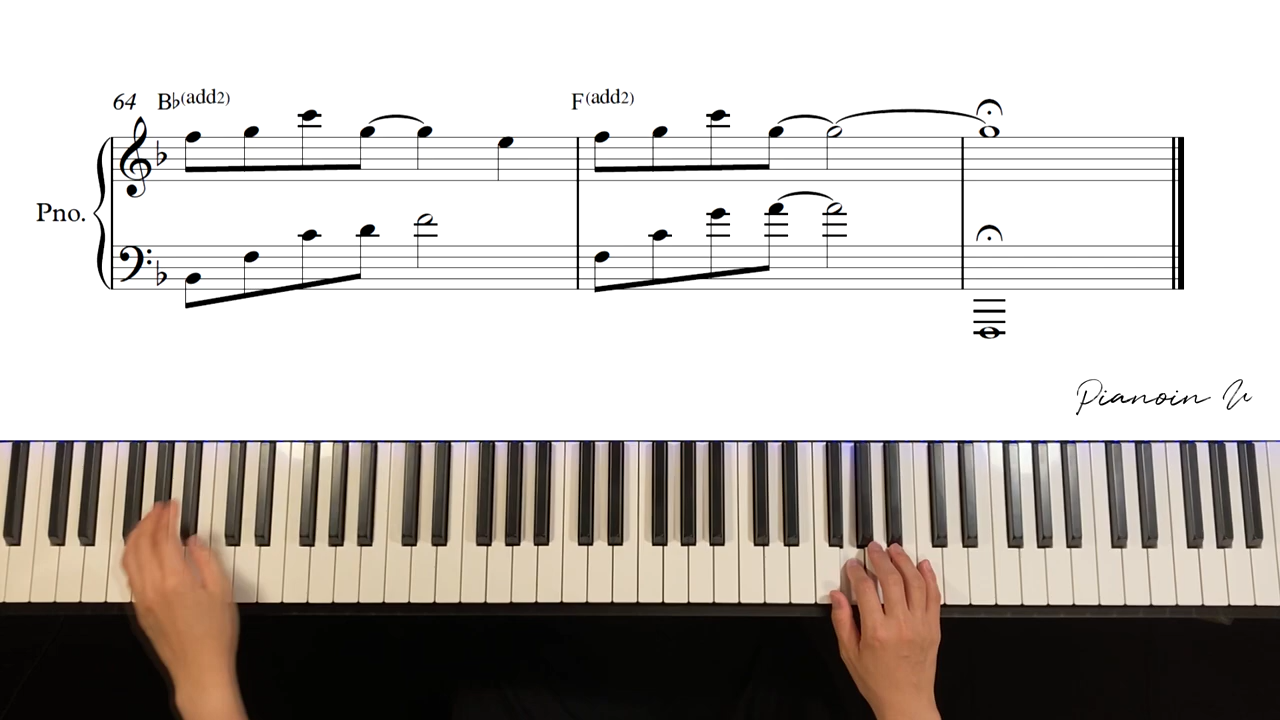 64 B♭(add2) F(add2)
Pno.
Pianoin U